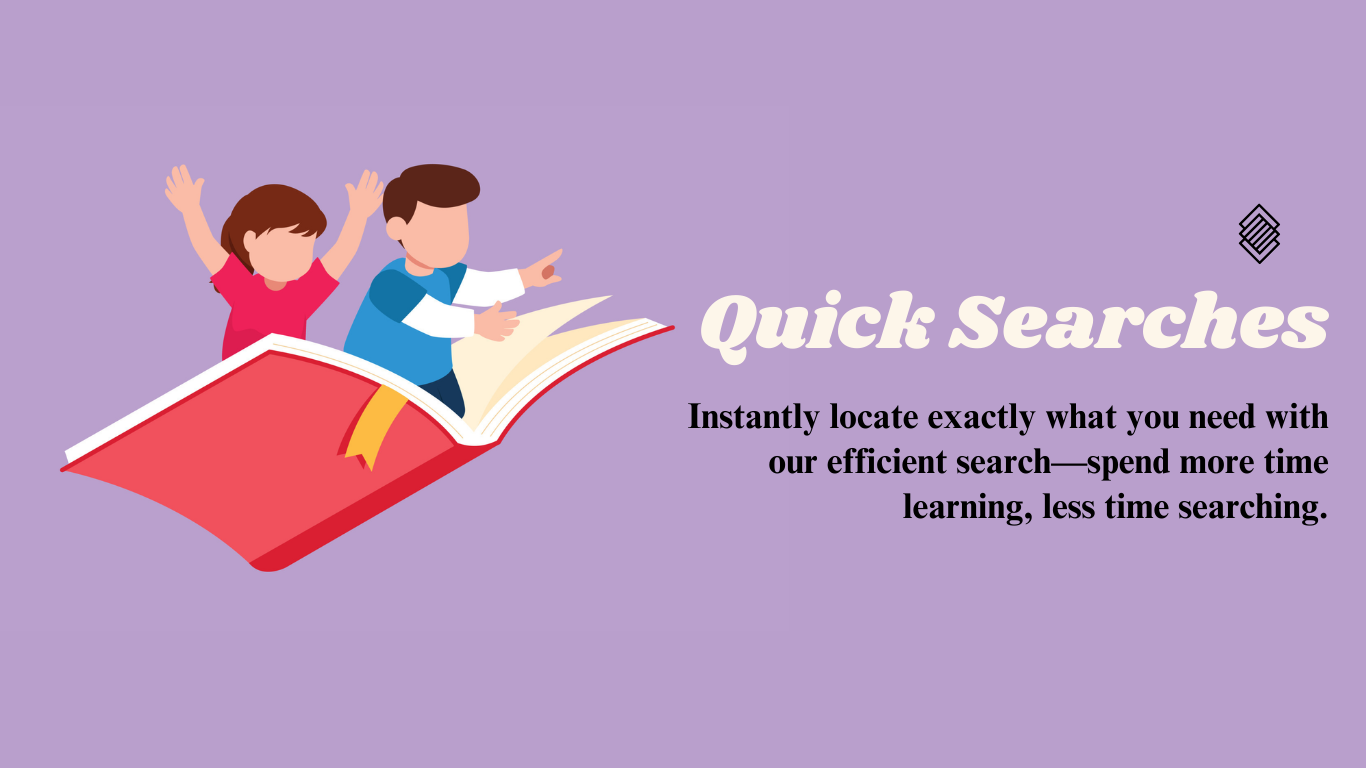 Quick Searches
Instantly locate exactly what you need with
our efficient search—spend more time
learning, less time searching.